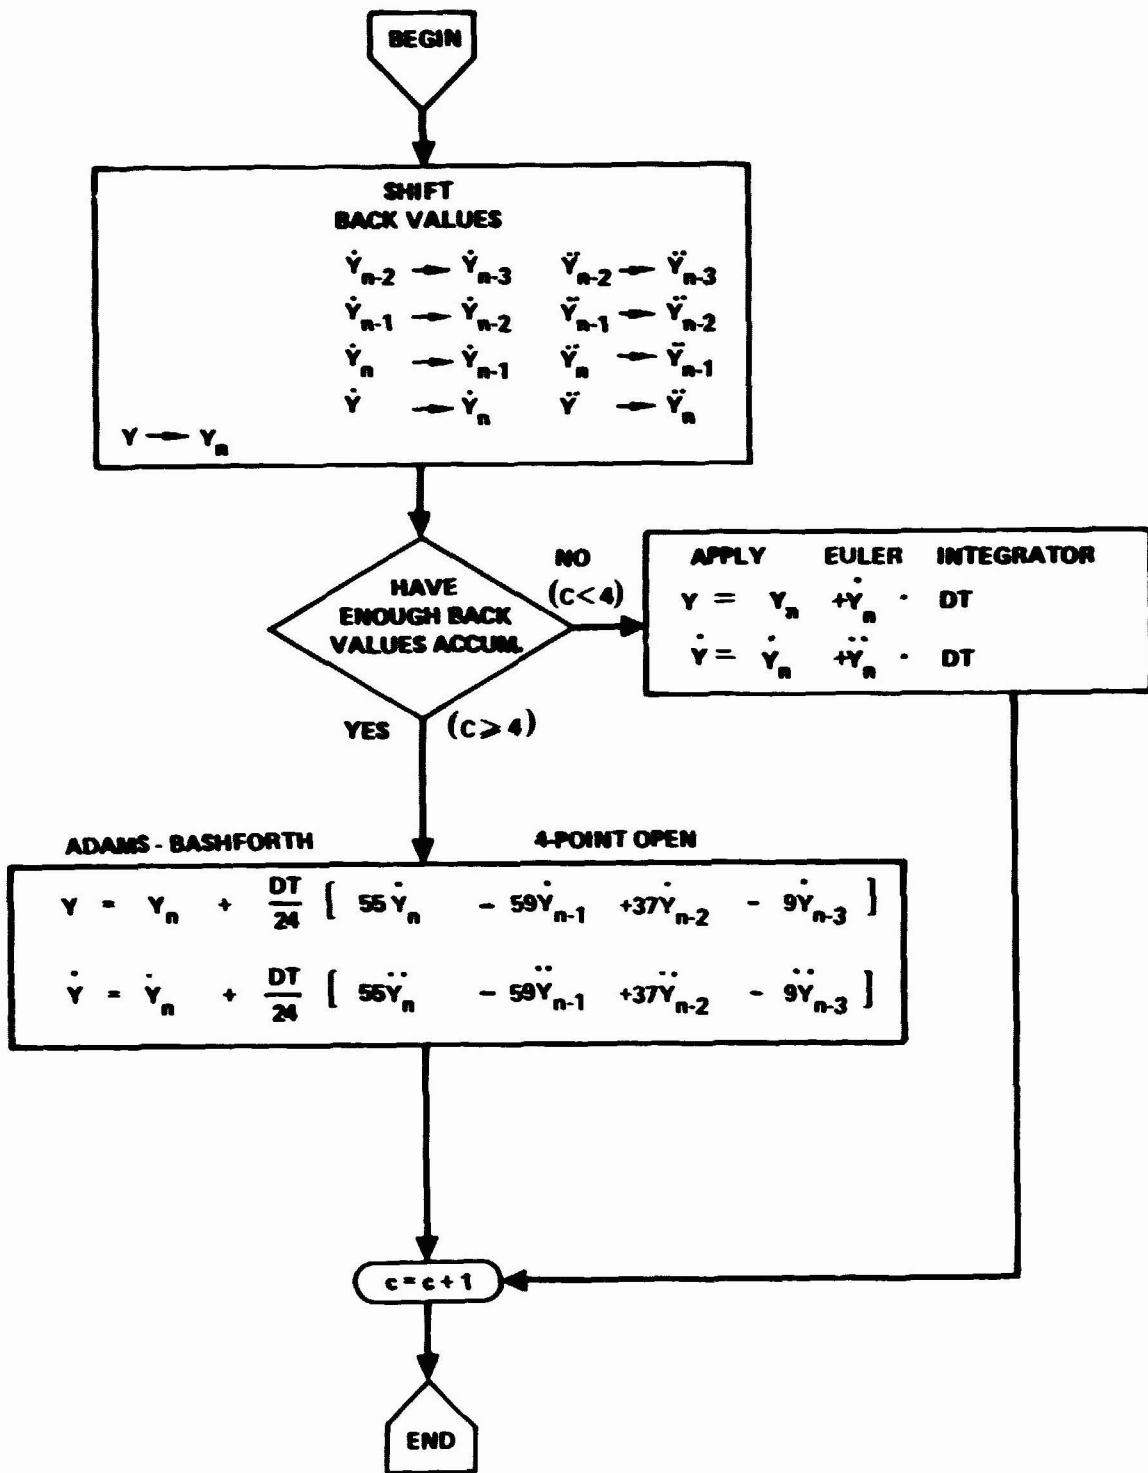 BEGIN
SHIFT
BACK VALUES
Ẏn-2 → Ẏn-3 Ÿn-2 → Ÿn-3
Ẏn-1 → Ẏn-2 Ÿn-1 → Ÿn-2
Ẏn → Ẏn-1 Ÿn → Ÿn-1
Ẏ → Ẏn Ÿ → Ÿn
Y → Yn
HAVE
ENOUGH BACK
VALUES ACCUM.
NO
(C<4)
APPLY EULER INTEGRATOR
Y = Yn +Ẏn · DT
Ẏ = Ẏn +Ÿn · DT
YES (C⩾4)
ADAMS - BASHFORTH 4-POINT OPEN
Y = Yn + DT/24 [ 55Ẏn - 59Ẏn-1 +37Ẏn-2 - 9Ẏn-3 ]
Ẏ = Ẏn + DT/24 [ 55Ÿn - 59Ÿn-1 +37Ÿn-2 - 9Ÿn-3 ]
c = c + 1
END